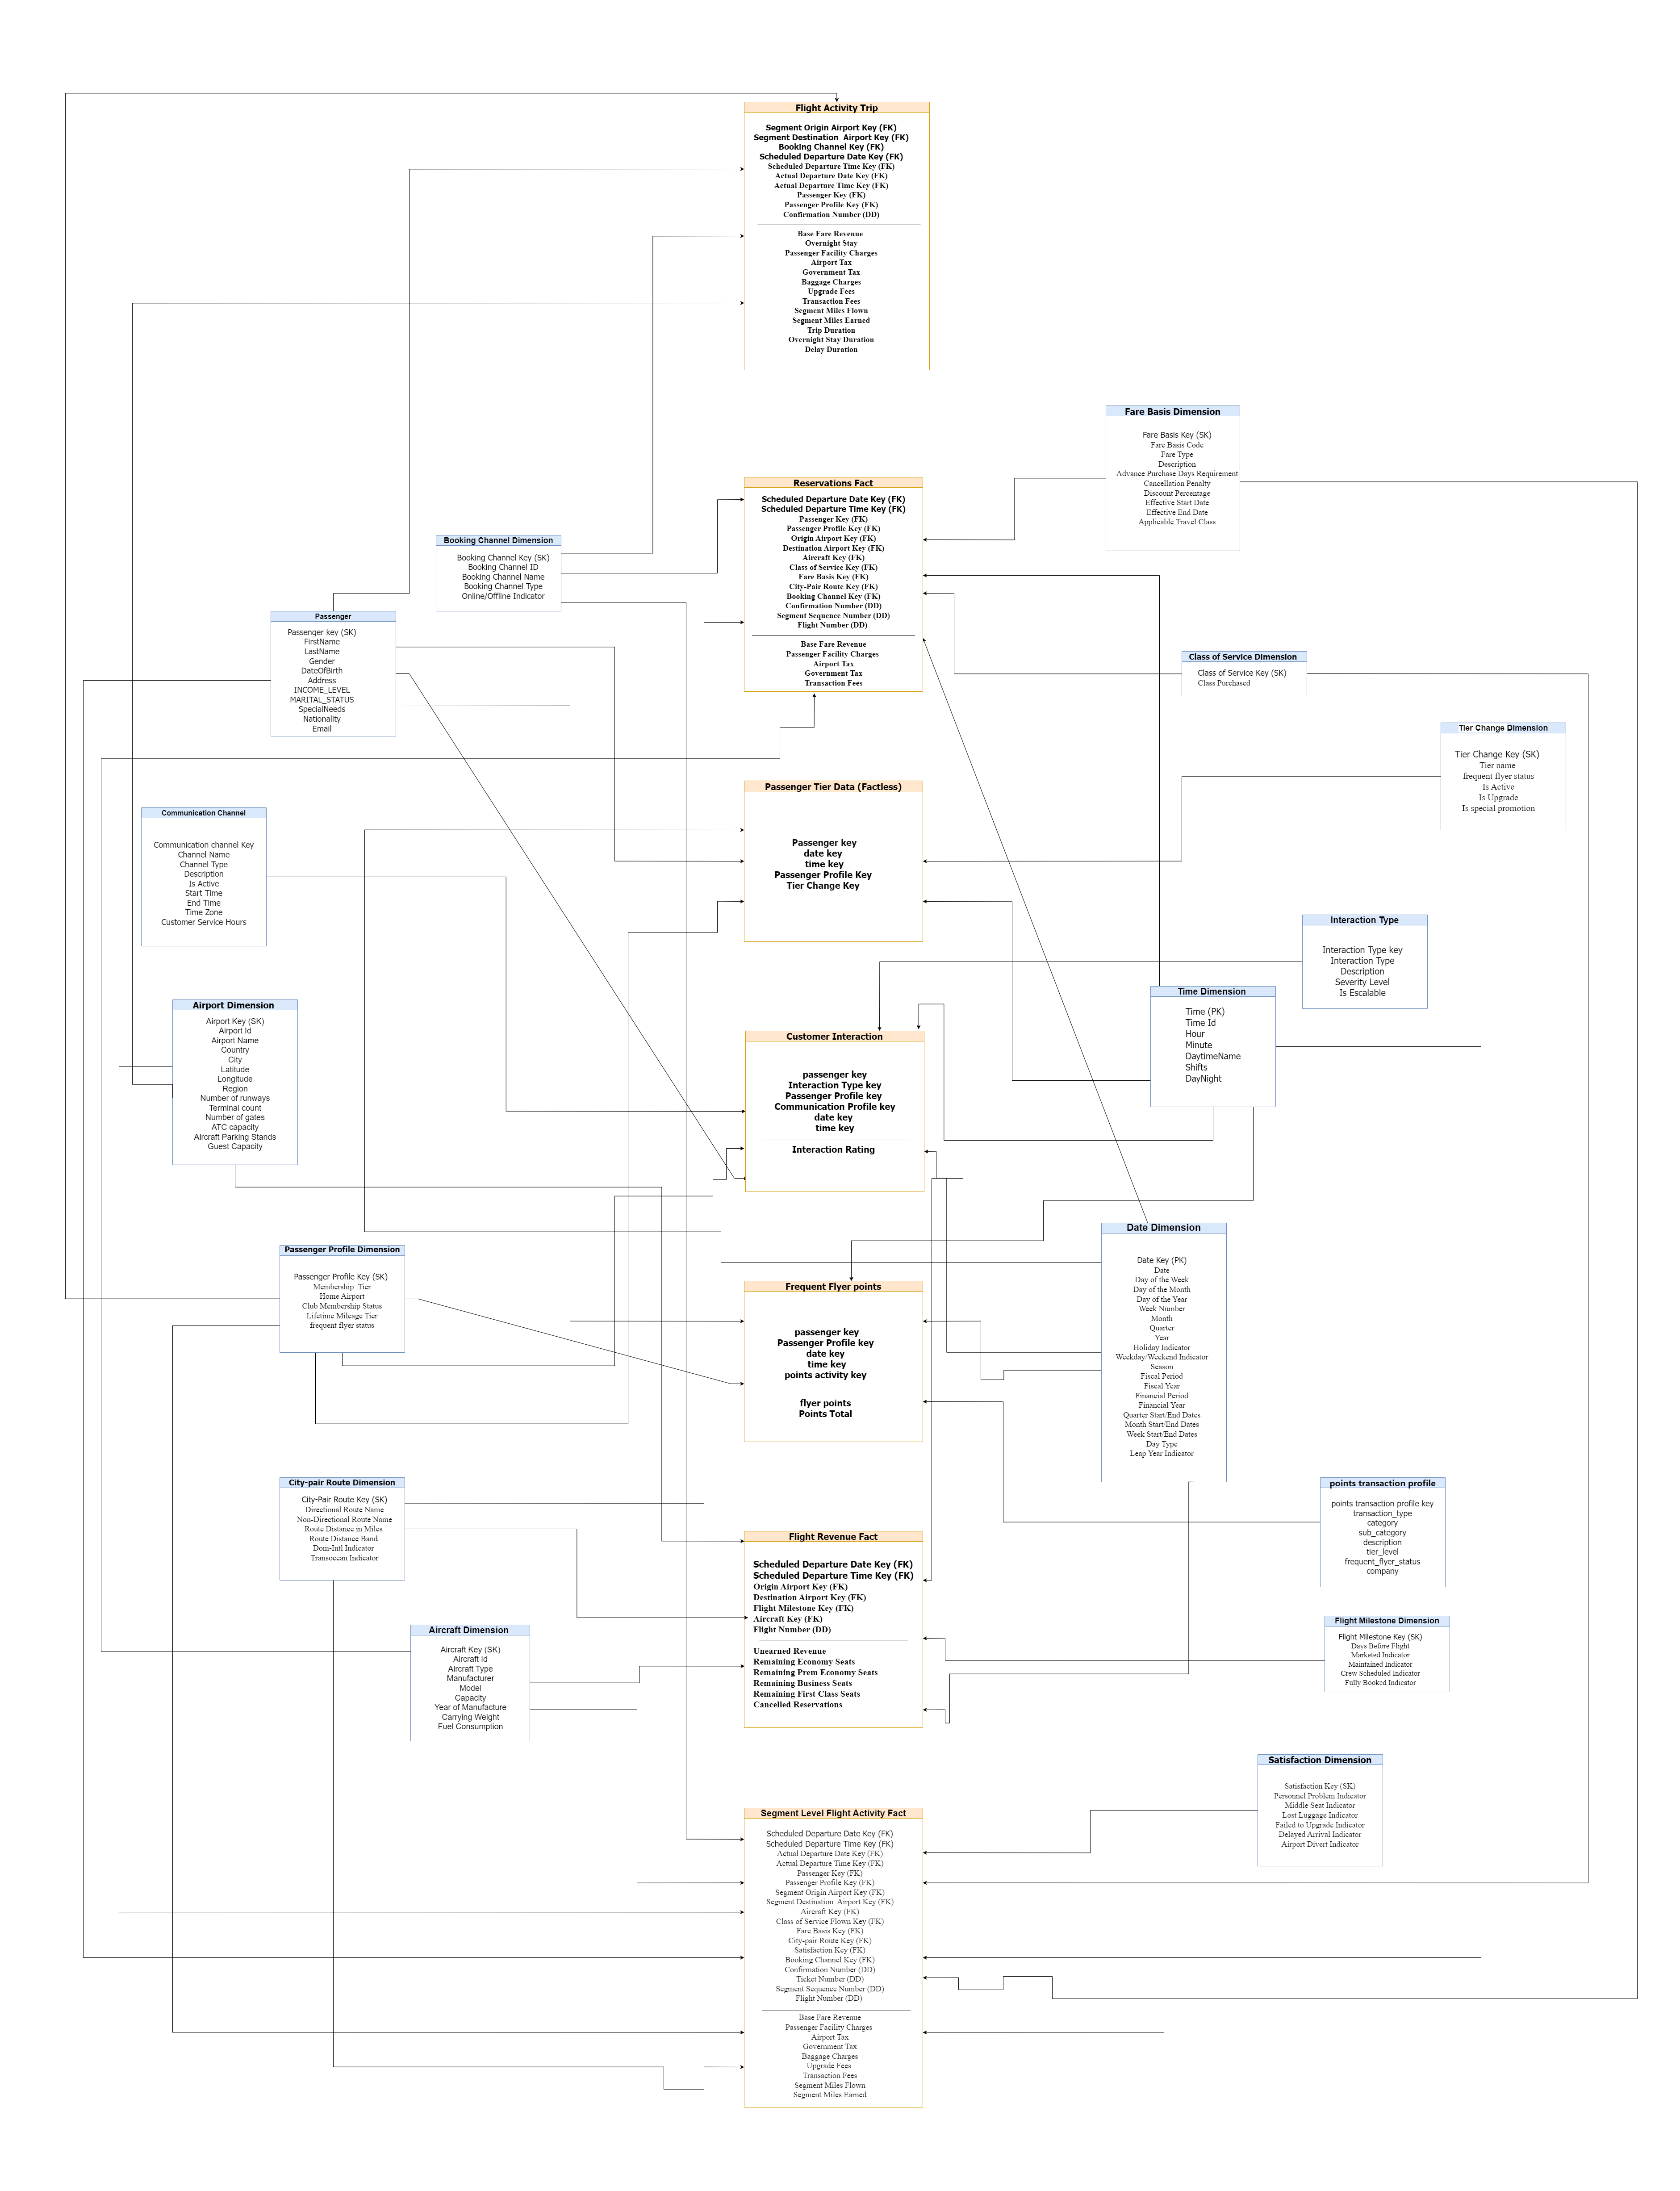 Flight Activity Trip
Segment Origin Airport Key (FK)
Segment Destination  Airport Key (FK)
Booking Channel Key (FK)
Scheduled Departure Date Key (FK)
Scheduled Departure Time Key (FK)
Actual Departure Date Key (FK)
Actual Departure Time Key (FK)
Passenger Key (FK)
Passenger Profile Key (FK)
Confirmation Number (DD)
Base Fare Revenue
Overnight Stay
Passenger Facility Charges
Airport Tax
Government Tax
Baggage Charges
Upgrade Fees
Transaction Fees
Segment Miles Flown
Segment Miles Earned
Trip Duration
Overnight Stay Duration
Delay Duration
Fare Basis Dimension
Fare Basis Key (SK)
Fare Basis Code
Fare Type
Description
Advance Purchase Days Requirement
Cancellation Penalty
Discount Percentage
Effective Start Date
Effective End Date
Applicable Travel Class
Reservations Fact
Scheduled Departure Date Key (FK)
Scheduled Departure Time Key (FK)
Passenger Key (FK)
Passenger Profile Key (FK)
Origin Airport Key (FK)
Destination Airport Key (FK)
Aircraft Key (FK)
Class of Service Key (FK)
Fare Basis Key (FK)
City-Pair Route Key (FK)
Booking Channel Key (FK)
Confirmation Number (DD)
Segment Sequence Number (DD)
Flight Number (DD)
Base Fare Revenue
Passenger Facility Charges
Airport Tax
Government Tax
Transaction Fees
Booking Channel Dimension
Booking Channel Key (SK)
Booking Channel ID
Booking Channel Name
Booking Channel Type
Online/Offline Indicator
Passenger
Passenger key (SK)
FirstName
LastName
Gender
DateOfBirth
Address
INCOME_LEVEL
MARITAL_STATUS
SpecialNeeds
Nationality
Email
Class of Service Dimension
Class of Service Key (SK)
Class Purchased
Tier Change Dimension
Tier Change Key (SK)
Tier name
frequent flyer status
Is Active
Is Upgrade
Is special promotion
Passenger Tier Data (Factless)
Passenger key
date key
time key
Passenger Profile Key
Tier Change Key
Communication Channel
Communication channel Key
Channel Name
Channel Type
Description
Is Active
Start Time
End Time
Time Zone
Customer Service Hours
Interaction Type
Interaction Type key
Interaction Type
Description
Severity Level
Is Escalable
Time Dimension
Time (PK)
Time Id
Hour
Minute
DaytimeName
Shifts
DayNight
Airport Dimension
Airport Key (SK)
Airport Id
Airport Name
Country
City
Latitude
Longitude
Region
Number of runways
Terminal count
Number of gates
ATC capacity
Aircraft Parking Stands
Guest Capacity
Customer Interaction
passenger key
Interaction Type key
Passenger Profile key
Communication Profile key
date key
time key
Interaction Rating
Date Dimension
Date Key (PK)
Date
Day of the Week
Day of the Month
Day of the Year
Week Number
Month
Quarter
Year
Holiday Indicator
Weekday/Weekend Indicator
Season
Fiscal Period
Fiscal Year
Financial Period
Financial Year
Quarter Start/End Dates
Month Start/End Dates
Week Start/End Dates
Day Type
Leap Year Indicator
Passenger Profile Dimension
Passenger Profile Key (SK)
Membership  Tier
Home Airport
Club Membership Status
Lifetime Mileage Tier
frequent flyer status
Frequent Flyer points
passenger key
Passenger Profile key
date key
time key
points activity key
flyer points
Points Total
City-pair Route Dimension
City-Pair Route Key (SK)
Directional Route Name
Non-Directional Route Name
Route Distance in Miles
Route Distance Band
Dom-Intl Indicator
Transocean Indicator
points transaction profile
points transaction profile key
transaction_type
category
sub_category
description
tier_level
frequent_flyer_status
company
Flight Revenue Fact
Scheduled Departure Date Key (FK)
Scheduled Departure Time Key (FK)
Origin Airport Key (FK)
Destination Airport Key (FK)
Flight Milestone Key (FK)
Aircraft Key (FK)
Flight Number (DD)
Unearned Revenue
Remaining Economy Seats
Remaining Prem Economy Seats
Remaining Business Seats
Remaining First Class Seats
Cancelled Reservations
Flight Milestone Dimension
Flight Milestone Key (SK)
Days Before Flight
Marketed Indicator
Maintained Indicator
Crew Scheduled Indicator
Fully Booked Indicator
Aircraft Dimension
Aircraft Key (SK)
Aircraft Id
Aircraft Type
Manufacturer
Model
Capacity
Year of Manufacture
Carrying Weight
Fuel Consumption
Satisfaction Dimension
Satisfaction Key (SK)
Personnel Problem Indicator
Middle Seat Indicator
Lost Luggage Indicator
Failed to Upgrade Indicator
Delayed Arrival Indicator
Airport Divert Indicator
Segment Level Flight Activity Fact
Scheduled Departure Date Key (FK)
Scheduled Departure Time Key (FK)
Actual Departure Date Key (FK)
Actual Departure Time Key (FK)
Passenger Key (FK)
Passenger Profile Key (FK)
Segment Origin Airport Key (FK)
Segment Destination  Airport Key (FK)
Aircraft Key (FK)
Class of Service Flown Key (FK)
Fare Basis Key (FK)
City-pair Route Key (FK)
Satisfaction Key (FK)
Booking Channel Key (FK)
Confirmation Number (DD)
Ticket Number (DD)
Segment Sequence Number (DD)
Flight Number (DD)
Base Fare Revenue
Passenger Facility Charges
Airport Tax
Government Tax
Baggage Charges
Upgrade Fees
Transaction Fees
Segment Miles Flown
Segment Miles Earned